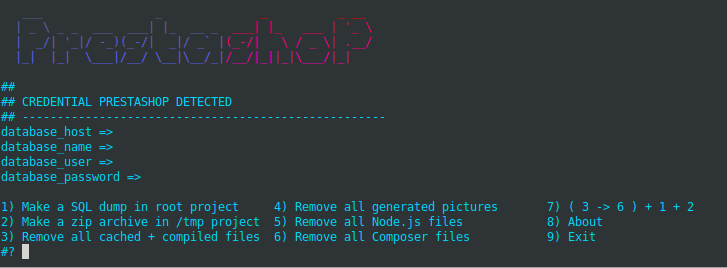 Prestashop
##
## CREDENTIAL PRESTASHOP DETECTED
## ----------------------------------------------------
database_host =>
database_name =>
database_user =>
database_password =>
1) Make a SQL dump in root project 4) Remove all generated pictures 7) ( 3 -> 6 ) + 1 + 2
2) Make a zip archive in /tmp project 5) Remove all Node.js files 8) About
3) Remove all cached + compiled files 6) Remove all Composer files 9) Exit
#?